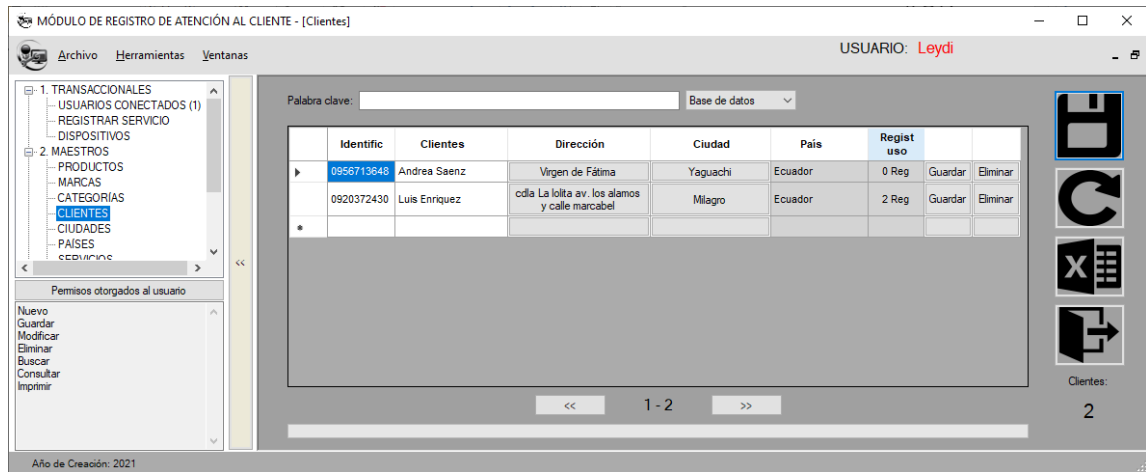 MÓDULO DE REGISTRO DE ATENCIÓN AL CLIENTE - [Clientes]
Archivo Herramientas Ventanas
USUARIO: Leydi
1. TRANSACCIONALES
USUARIOS CONECTADOS (1)
REGISTRAR SERVICIO
DISPOSITIVOS
2. MAESTROS
PRODUCTOS
MARCAS
CATEGORÍAS
CLIENTES
CIUDADES
PAÍSES
SERVICIOS
<<
Permisos otorgados al usuario
Nuevo
Guardar
Modificar
Eliminar
Buscar
Consultar
Imprimir
Palabra clave: Base de datos
Identific Clientes Dirección Ciudad País Regist
uso
0956713648 Andrea Saenz Virgen de Fátima Yaguachi Ecuador 0 Reg Guardar Eliminar
0920372430 Luis Enriquez cdla La lolita av. los alamos
y calle marcabel Milagro Ecuador 2 Reg Guardar Eliminar
<< 1 - 2 >>
Clientes:
2
Año de Creación: 2021